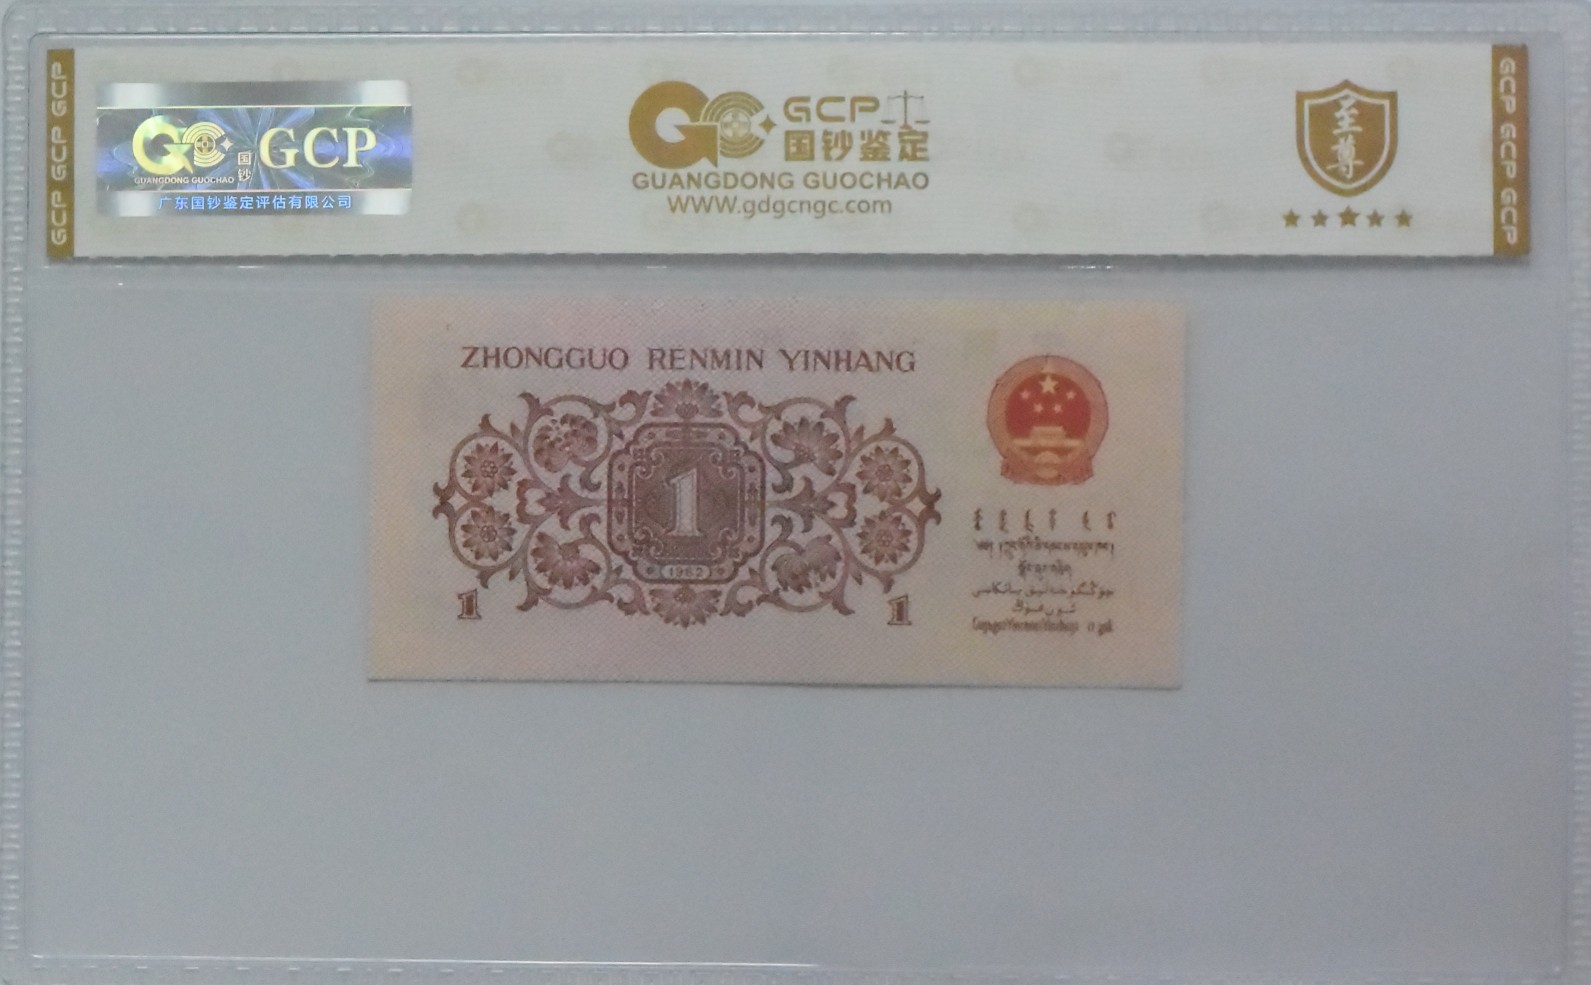 GCP GCP GCP
GUANGDONG GUOCHAO
国钞
GCP
广东国钞鉴定评估有限公司
GCP
国钞鉴定
GUANGDONG GUOCHAO
WWW.gdgcngc.com
至尊
GCP GCP GCP
ZHONGGUO RENMIN YINHANG
1
1962
1
1